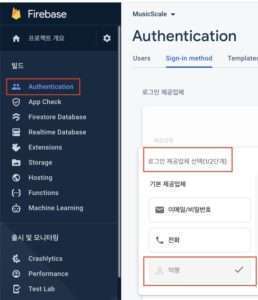 Firebase
프로젝트 개요
빌드
Authentication
App Check
Firestore Database
Realtime Database
Extensions
Storage
Hosting
Functions
Machine Learning
출시 및 모니터링
Crashlytics
Performance
Test Lab
MusicScale
Authentication
Users Sign-in method Templates
로그인 제공업체
로그인 제공업체 선택(1/2단계)
기본 제공업체
이메일/비밀번호
전화
익명